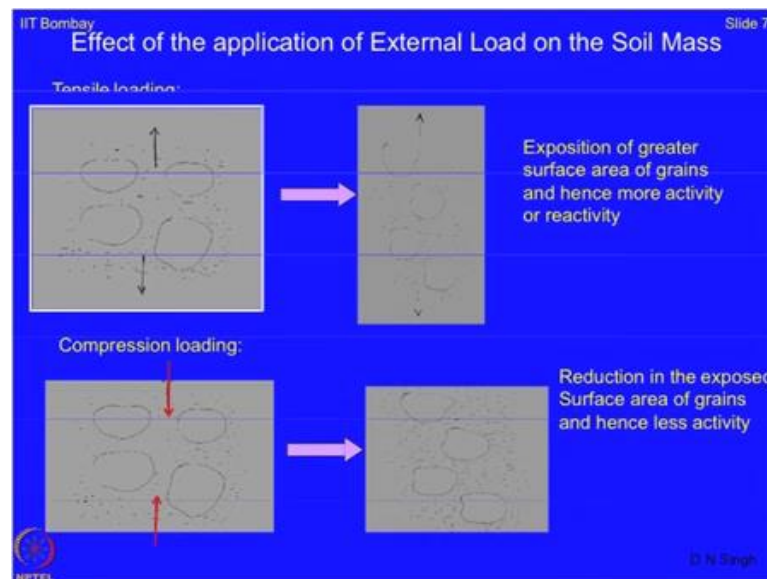 IIT Bombay
Slide 7
Effect of the application of External Load on the Soil Mass
Tensile loading:
Exposition of greater
surface area of grains
and hence more activity
or reactivity
Compression loading:
Reduction in the exposed
Surface area of grains
and hence less activity
D N Singh
NPTEL